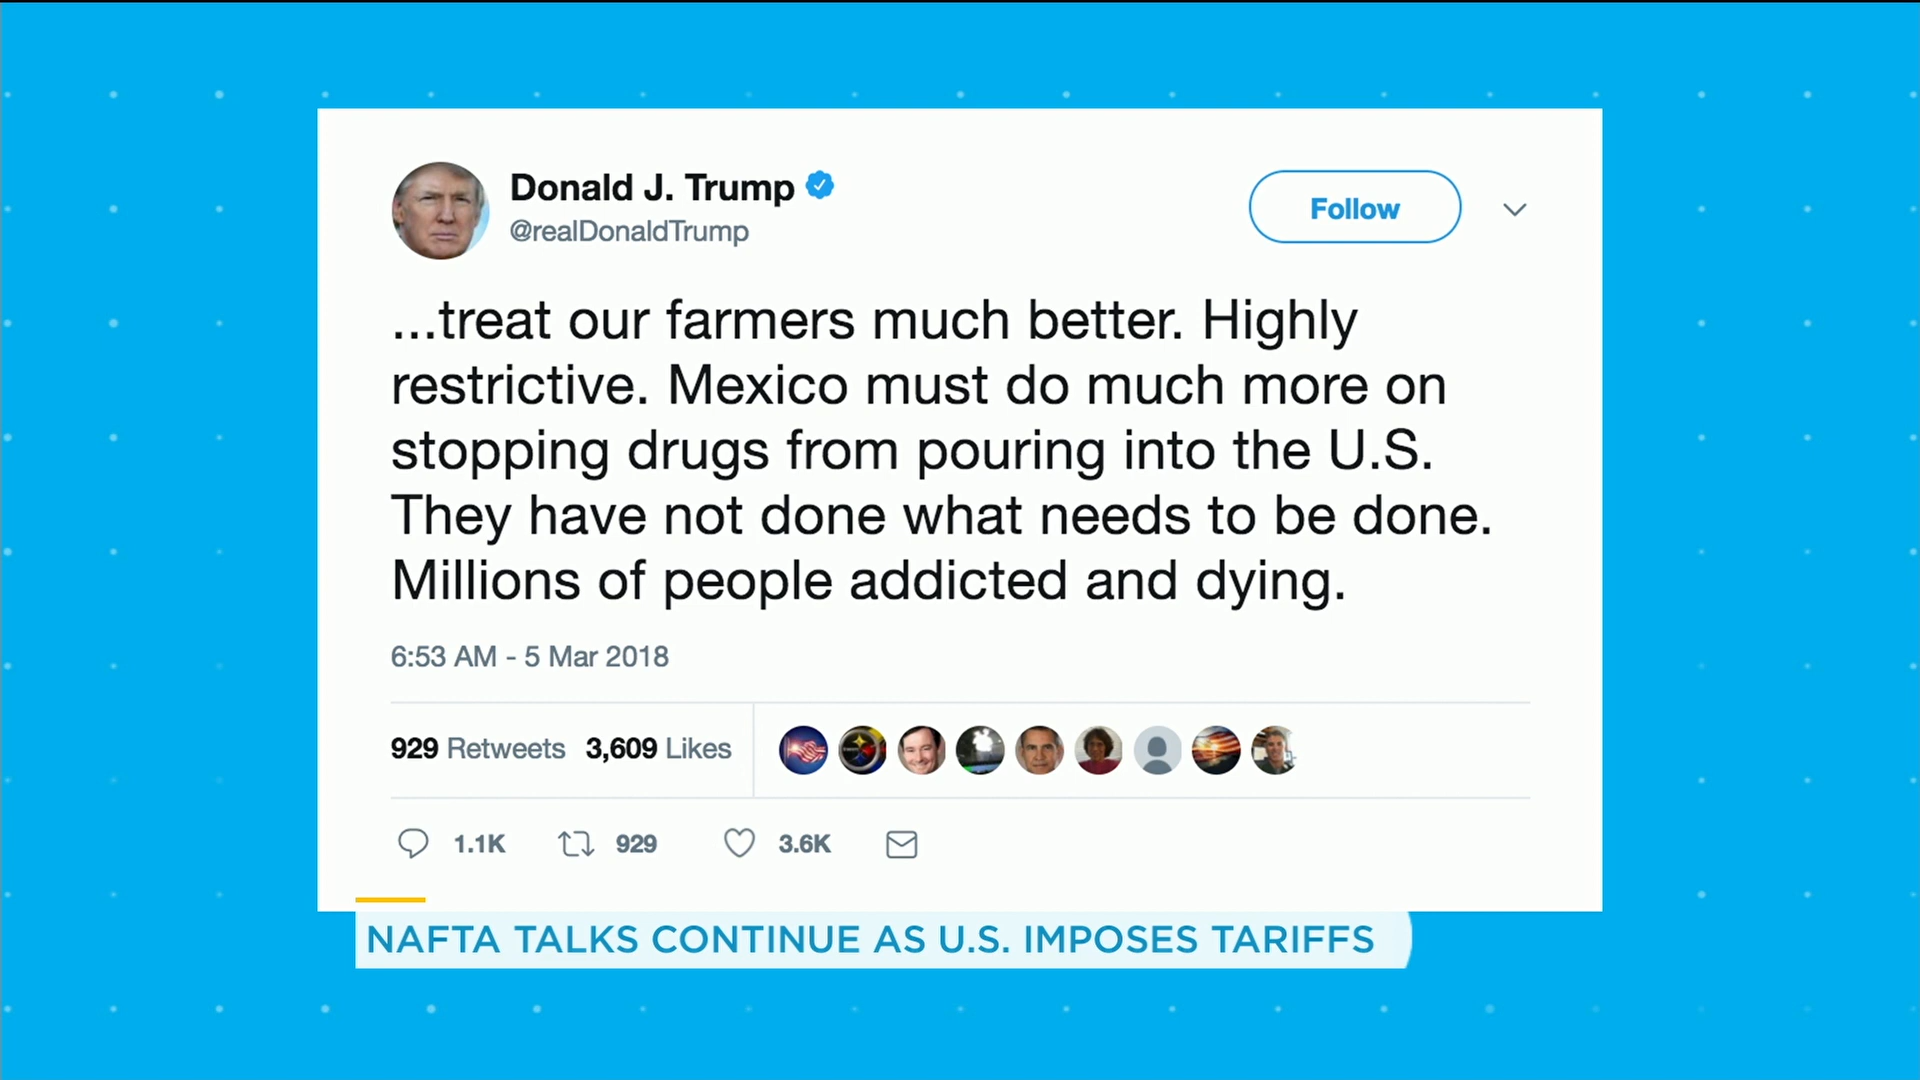 Donald J. Trump
@realDonaldTrump
Follow
...treat our farmers much better. Highly
restrictive. Mexico must do much more on
stopping drugs from pouring into the U.S.
They have not done what needs to be done.
Millions of people addicted and dying.
6:53 AM - 5 Mar 2018
929 Retweets 3,609 Likes
1.1K 929 3.6K
NAFTA TALKS CONTINUE AS U.S. IMPOSES TARIFFS